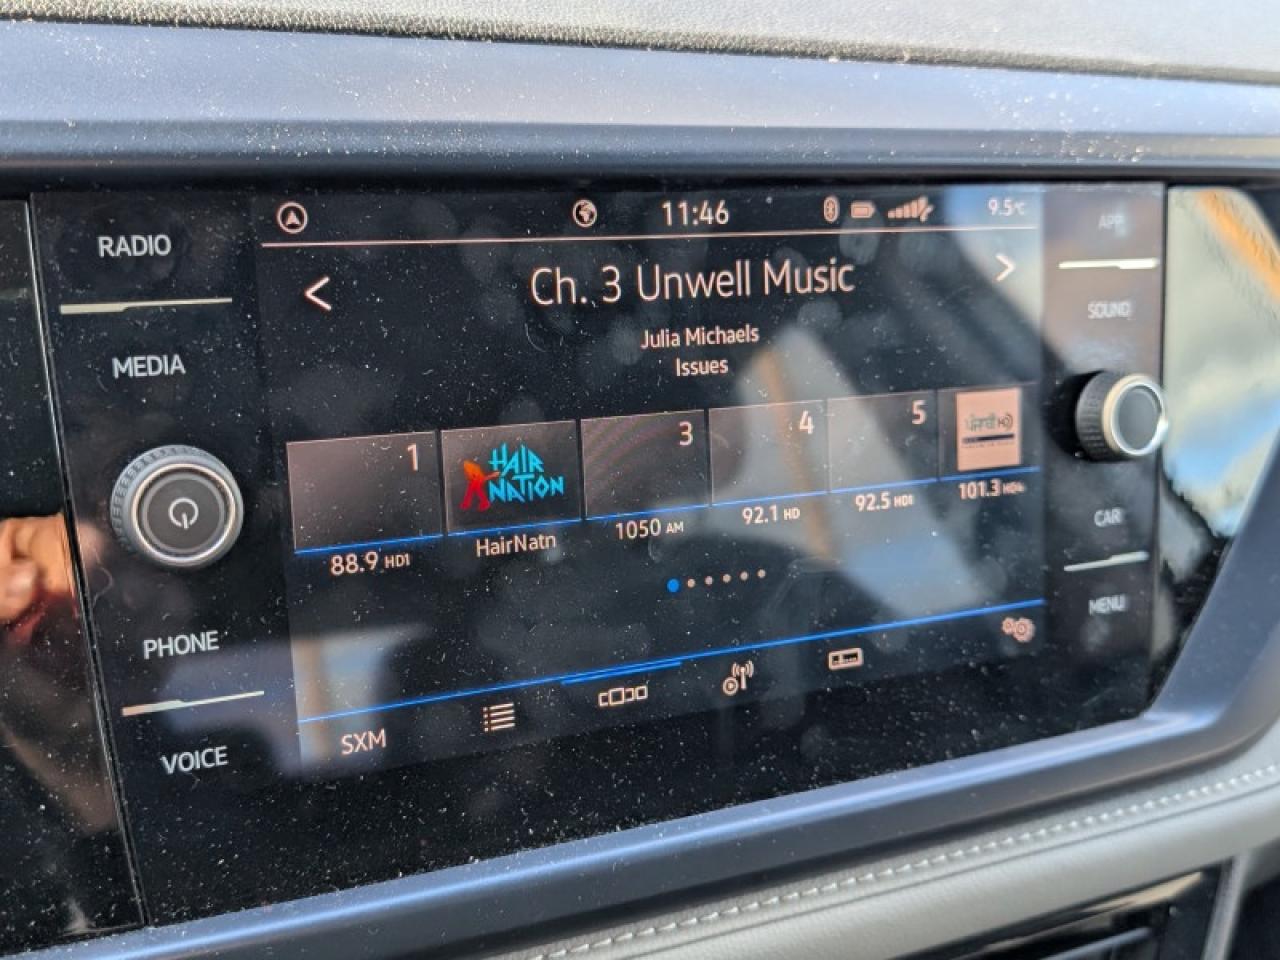 RADIO
MEDIA
PHONE
VOICE
11:46
9.5°C
Ch. 3 Unwell Music
Julia Michaels
Issues
1
HAIR NATION
3
4
5
ਪੰਜਾਬੀ HD
88.9 HD1
HairNatn
1050 AM
92.1 HD
92.5 HD1
101.3 HD4
SXM
APP
SOUND
CAR
MENU